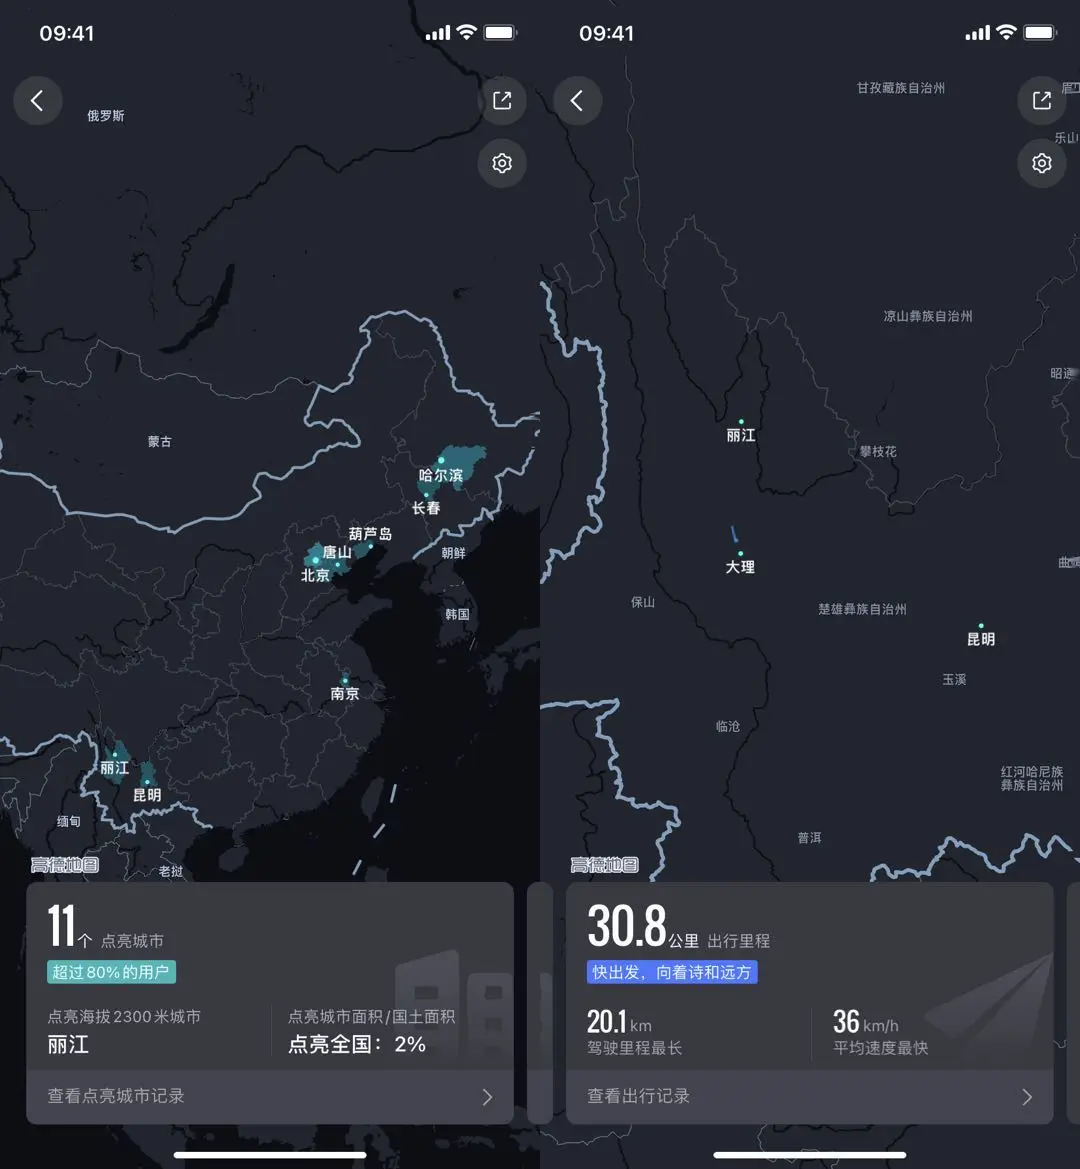 09:41
俄罗斯
蒙古
哈尔滨
长春
葫芦岛
唐山
北京
朝鲜
韩国
南京
丽江
昆明
缅甸
老挝
高德地图
11个 点亮城市
超过80%的用户
点亮海拔2300米城市
丽江
点亮城市面积/国土面积
点亮全国：2%
查看点亮城市记录
09:41
甘孜藏族自治州
乐山
凉山彝族自治州
昭通
丽江
攀枝花
大理
保山
楚雄彝族自治州
昆明
玉溪
临沧
红河哈尼族
彝族自治州
普洱
高德地图
30.8公里 出行里程
快出发，向着诗和远方
20.1 km
驾驶里程最长
36 km/h
平均速度最快
查看出行记录